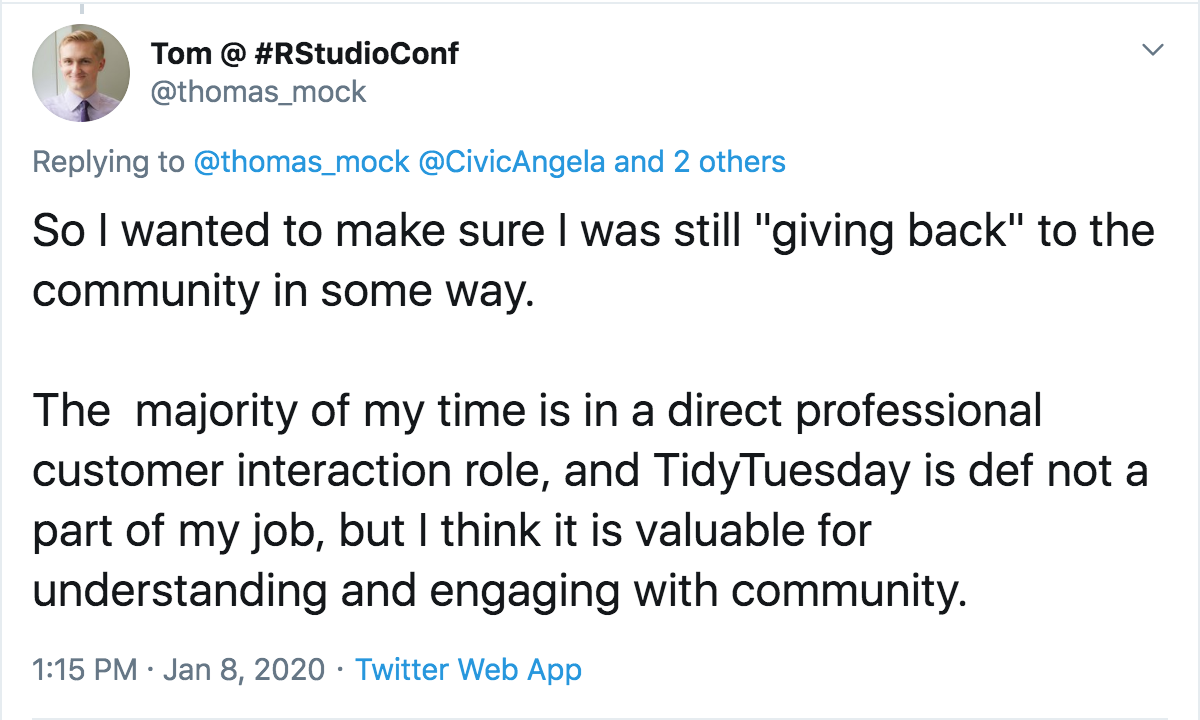 Tom @ #RStudioConf
@thomas_mock
Replying to @thomas_mock @CivicAngela and 2 others
So I wanted to make sure I was still "giving back" to the
community in some way.
The  majority of my time is in a direct professional
customer interaction role, and TidyTuesday is def not a
part of my job, but I think it is valuable for
understanding and engaging with community.
1:15 PM · Jan 8, 2020 · Twitter Web App